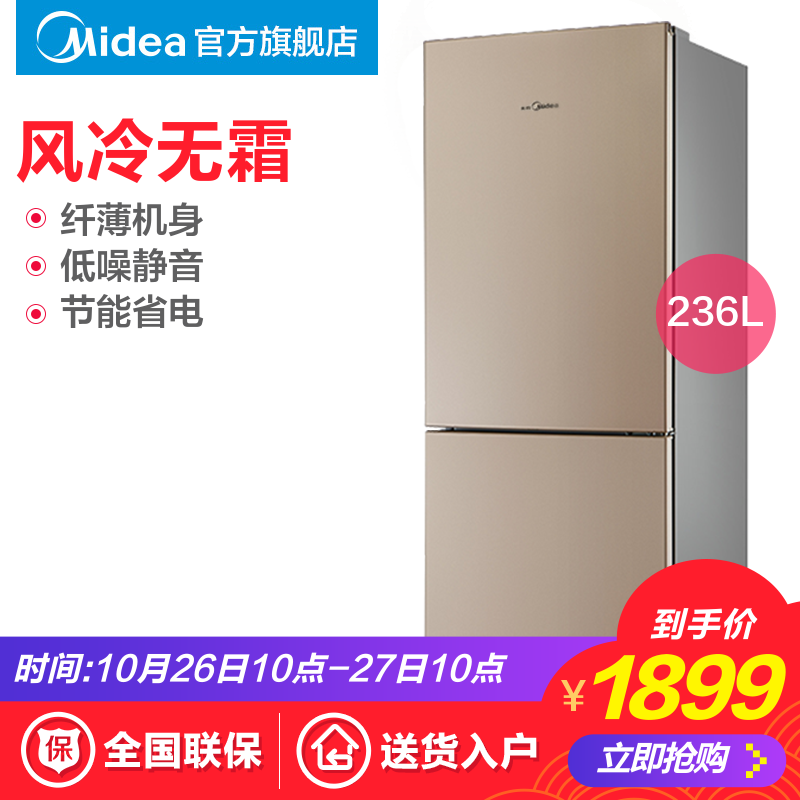 Midea 官方旗舰店
风冷无霜
纤薄机身
低噪静音
节能省电
Midea
236L
到手价
¥1899
时间:10月26日10点-27日10点
保 全国联保
送货入户
立即抢购